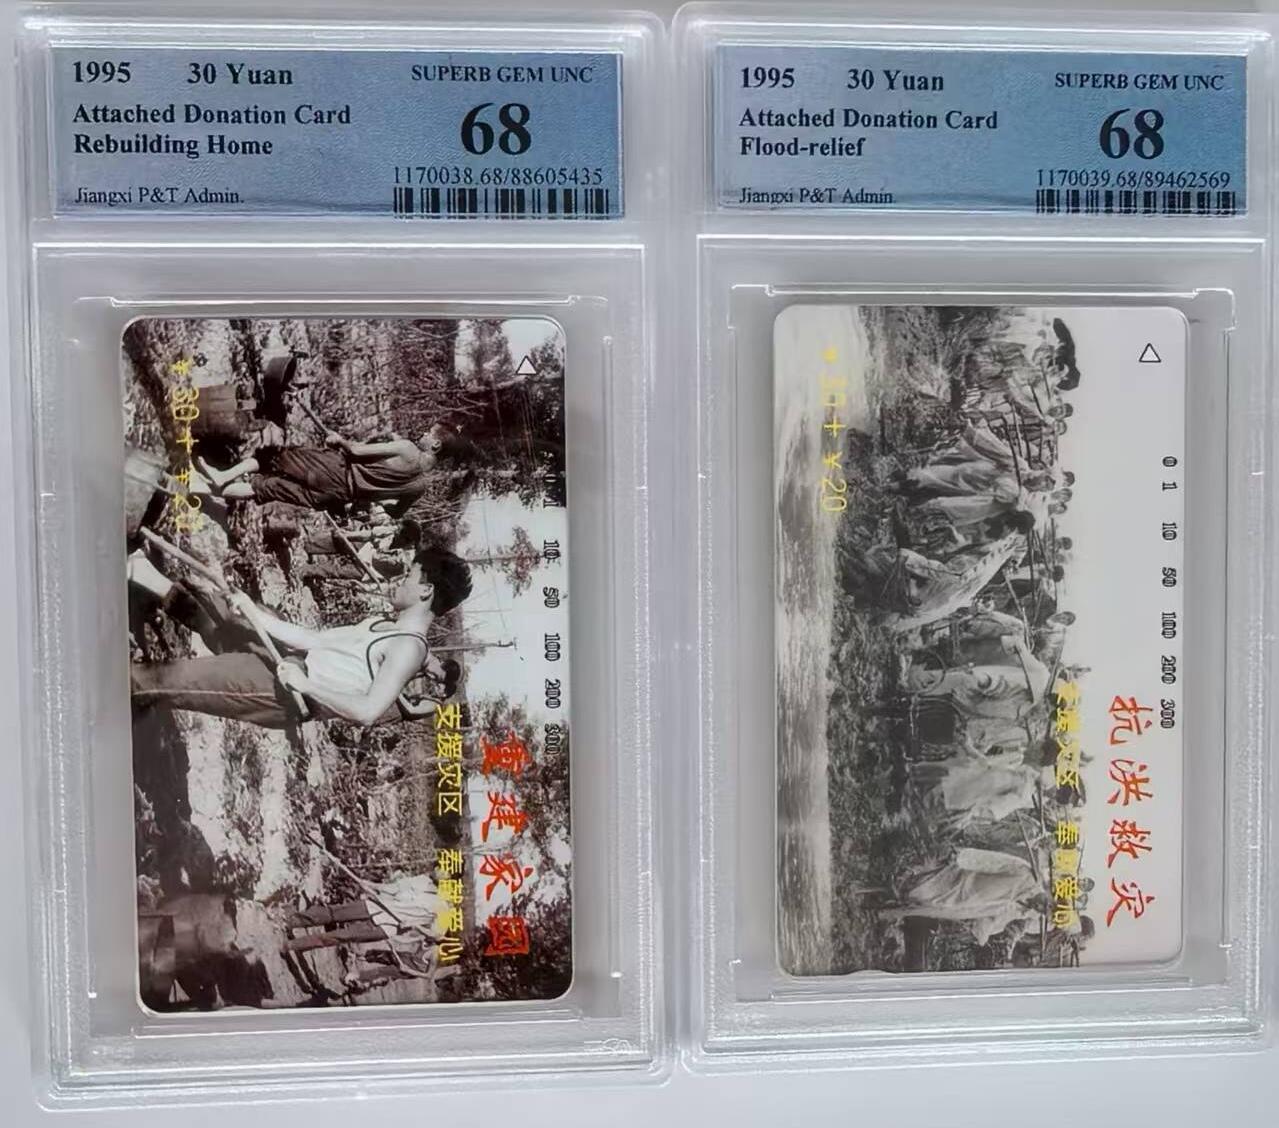 1995 30 Yuan
Attached Donation Card
Rebuilding Home
Jiangxi P&T Admin.
SUPERB GEM UNC
68
1170038.68/88605435
1995 30 Yuan
Attached Donation Card
Flood-relief
Jiangxi P&T Admin.
SUPERB GEM UNC
68
1170039.68/89462569
0 1 10 50 100 200 300
重建家園
支援灾区 奉献爱心
¥30+¥20
0 1 10 50 100 200 300
抗洪救灾
支援灾区 奉献爱心
¥30+¥20